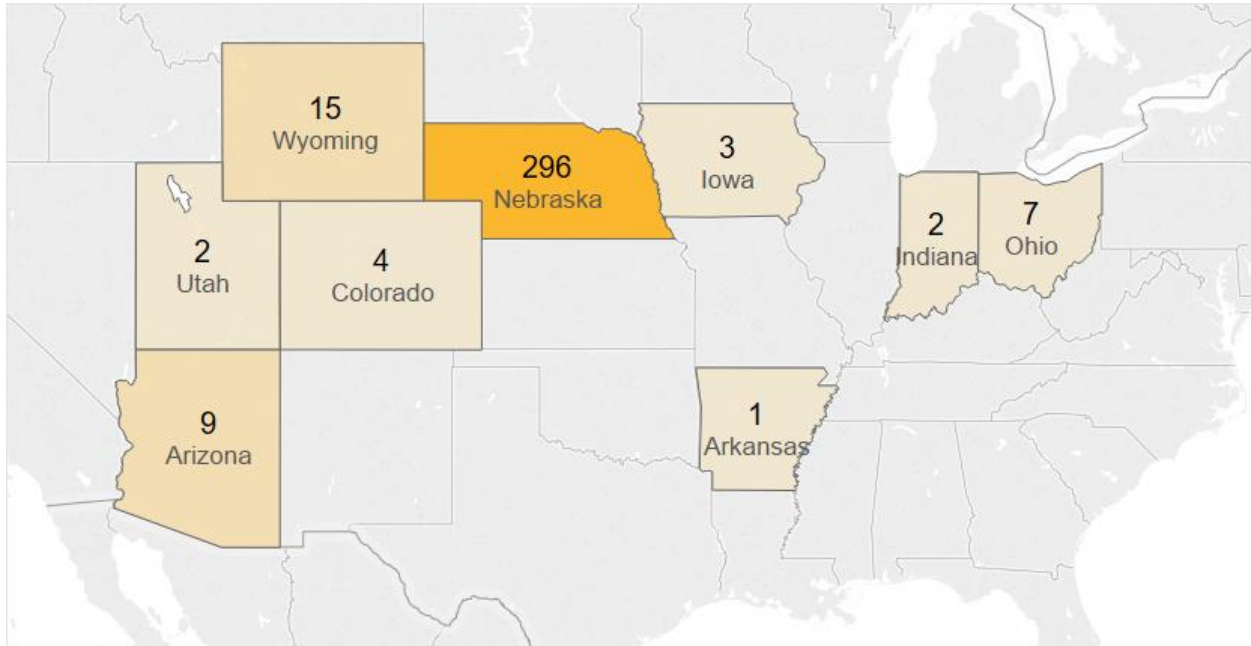 15
Wyoming
296
Nebraska
3
Iowa
2
Utah
4
Colorado
2
Indiana
7
Ohio
9
Arizona
1
Arkansas